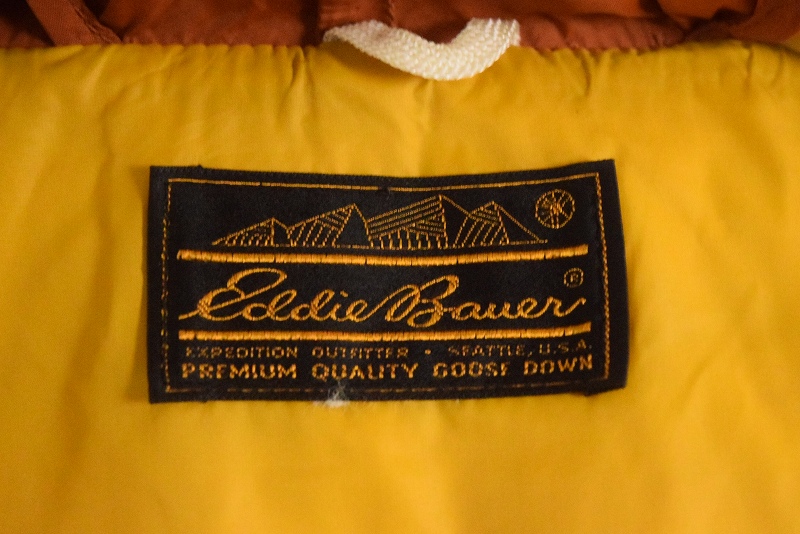 Eddie Bauer®
EXPEDITION OUTFITTER • SEATTLE, U.S.A.
PREMIUM QUALITY GOOSE DOWN